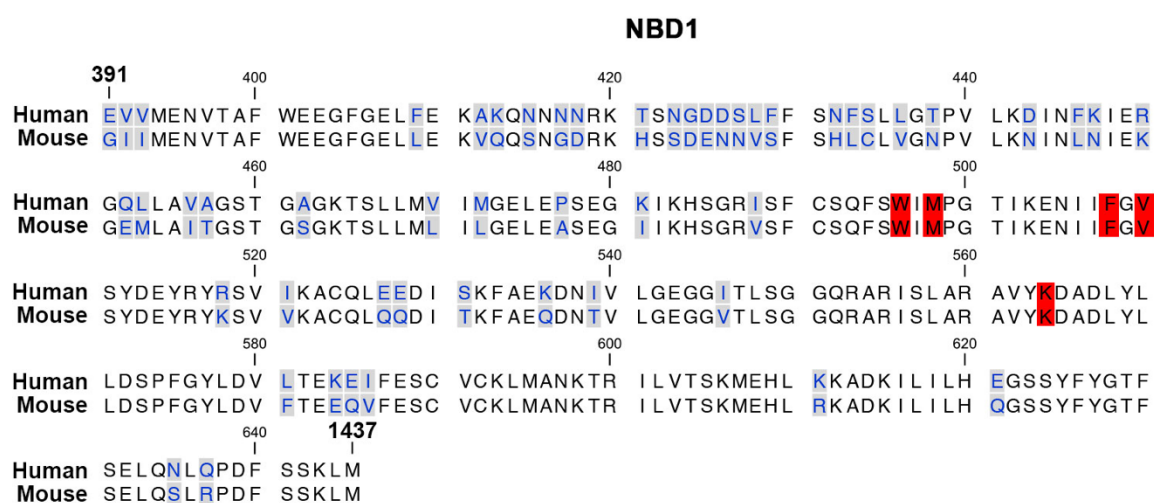 NBD1
391 400 420 440
Human EVVMENVTAF WEEGFGELFE KAKQNNNNRK TSNGDDSLFF SNFSLLGTPV LKDINFKIER
Mouse GIIMENVTAF WEEGFGELLE KVQQSNGDRK HSSDENNVSF SHLCLVGNPV LKNINLNIEK
460 480 500
Human GQLLAVAGST GAGKTSLLMV IMGELEPSEG KIKHSGRISF CSQFSWIMPG TIKENIIFGV
Mouse GEMLAITGST GSGKTSLLML ILGELEASEG IIKHSGRVSF CSQFSWIMPG TIKENIIFGV
520 540 560
Human SYDEYRYRSV IKACQLEEDI SKFAEKDNIV LGEGGITLSG GQRARISLAR AVYKDADLYL
Mouse SYDEYRYKSV VKACQLQQDI TKFAEQDNTV LGEGGVTLSG GQRARISLAR AVYKDADLYL
580 600 620
Human LDSPFGYLDV LTEKEIFESC VCKLMANKTR ILVTSKMEHL KKADKILILH EGSSYFYGTF
Mouse LDSPFGYLDV FTEEQVFESC VCKLMANKTR ILVTSKMEHL RKADKILILH QGSSYFYGTF
640 1437
Human SELQNLQPDF SSKLM
Mouse SELQSLRPDF SSKLM